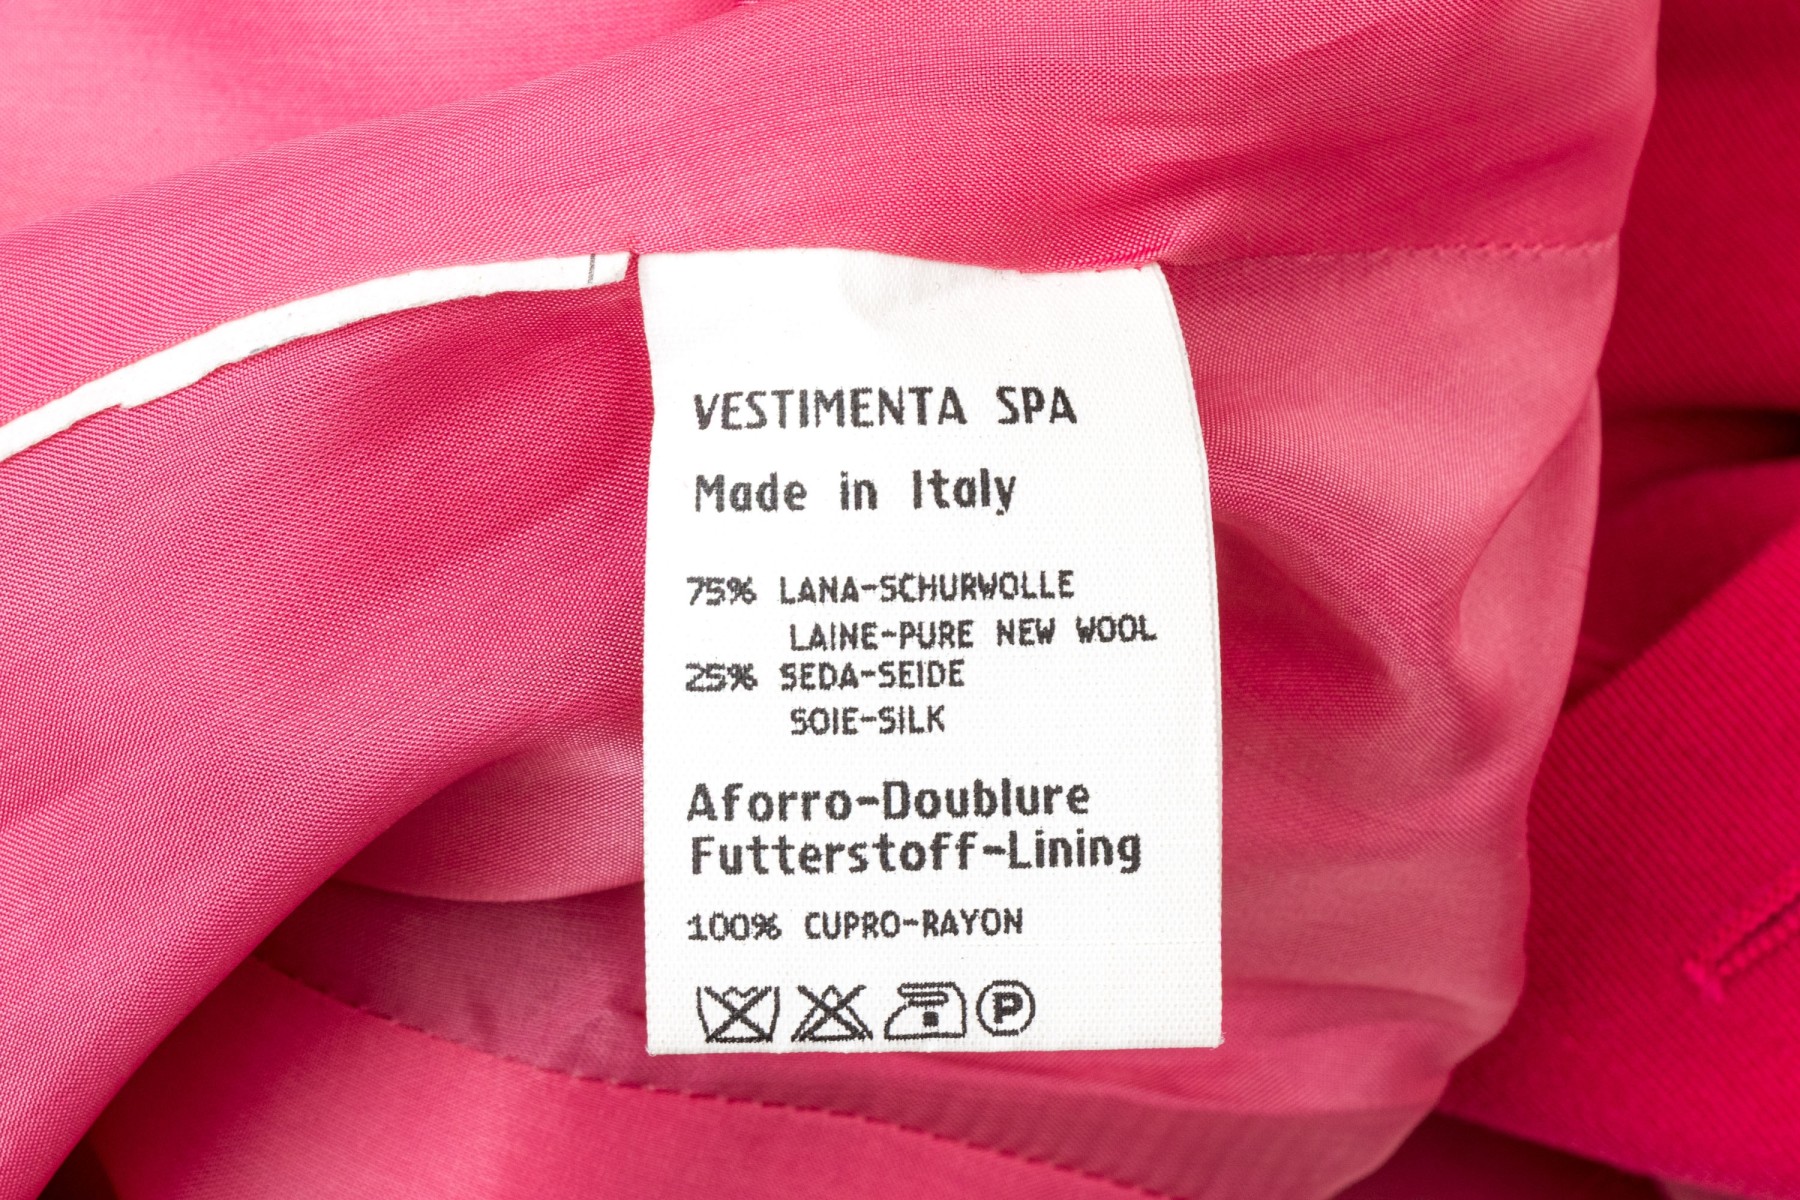 VESTIMENTA SPA
Made in Italy
75% LANA-SCHURWOLLE
LAINE-PURE NEW WOOL
25% SEDA-SEIDE
SOIE-SILK
Aforro-Doublure
Futterstoff-Lining
100% CUPRO-RAYON
P